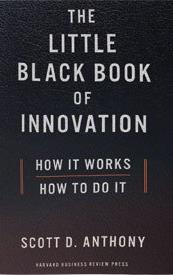 THE
LITTLE
BLACK BOOK
OF
INNOVATION
HOW IT WORKS
HOW TO DO IT
SCOTT D. ANTHONY
HARVARD BUSINESS REVIEW PRESS